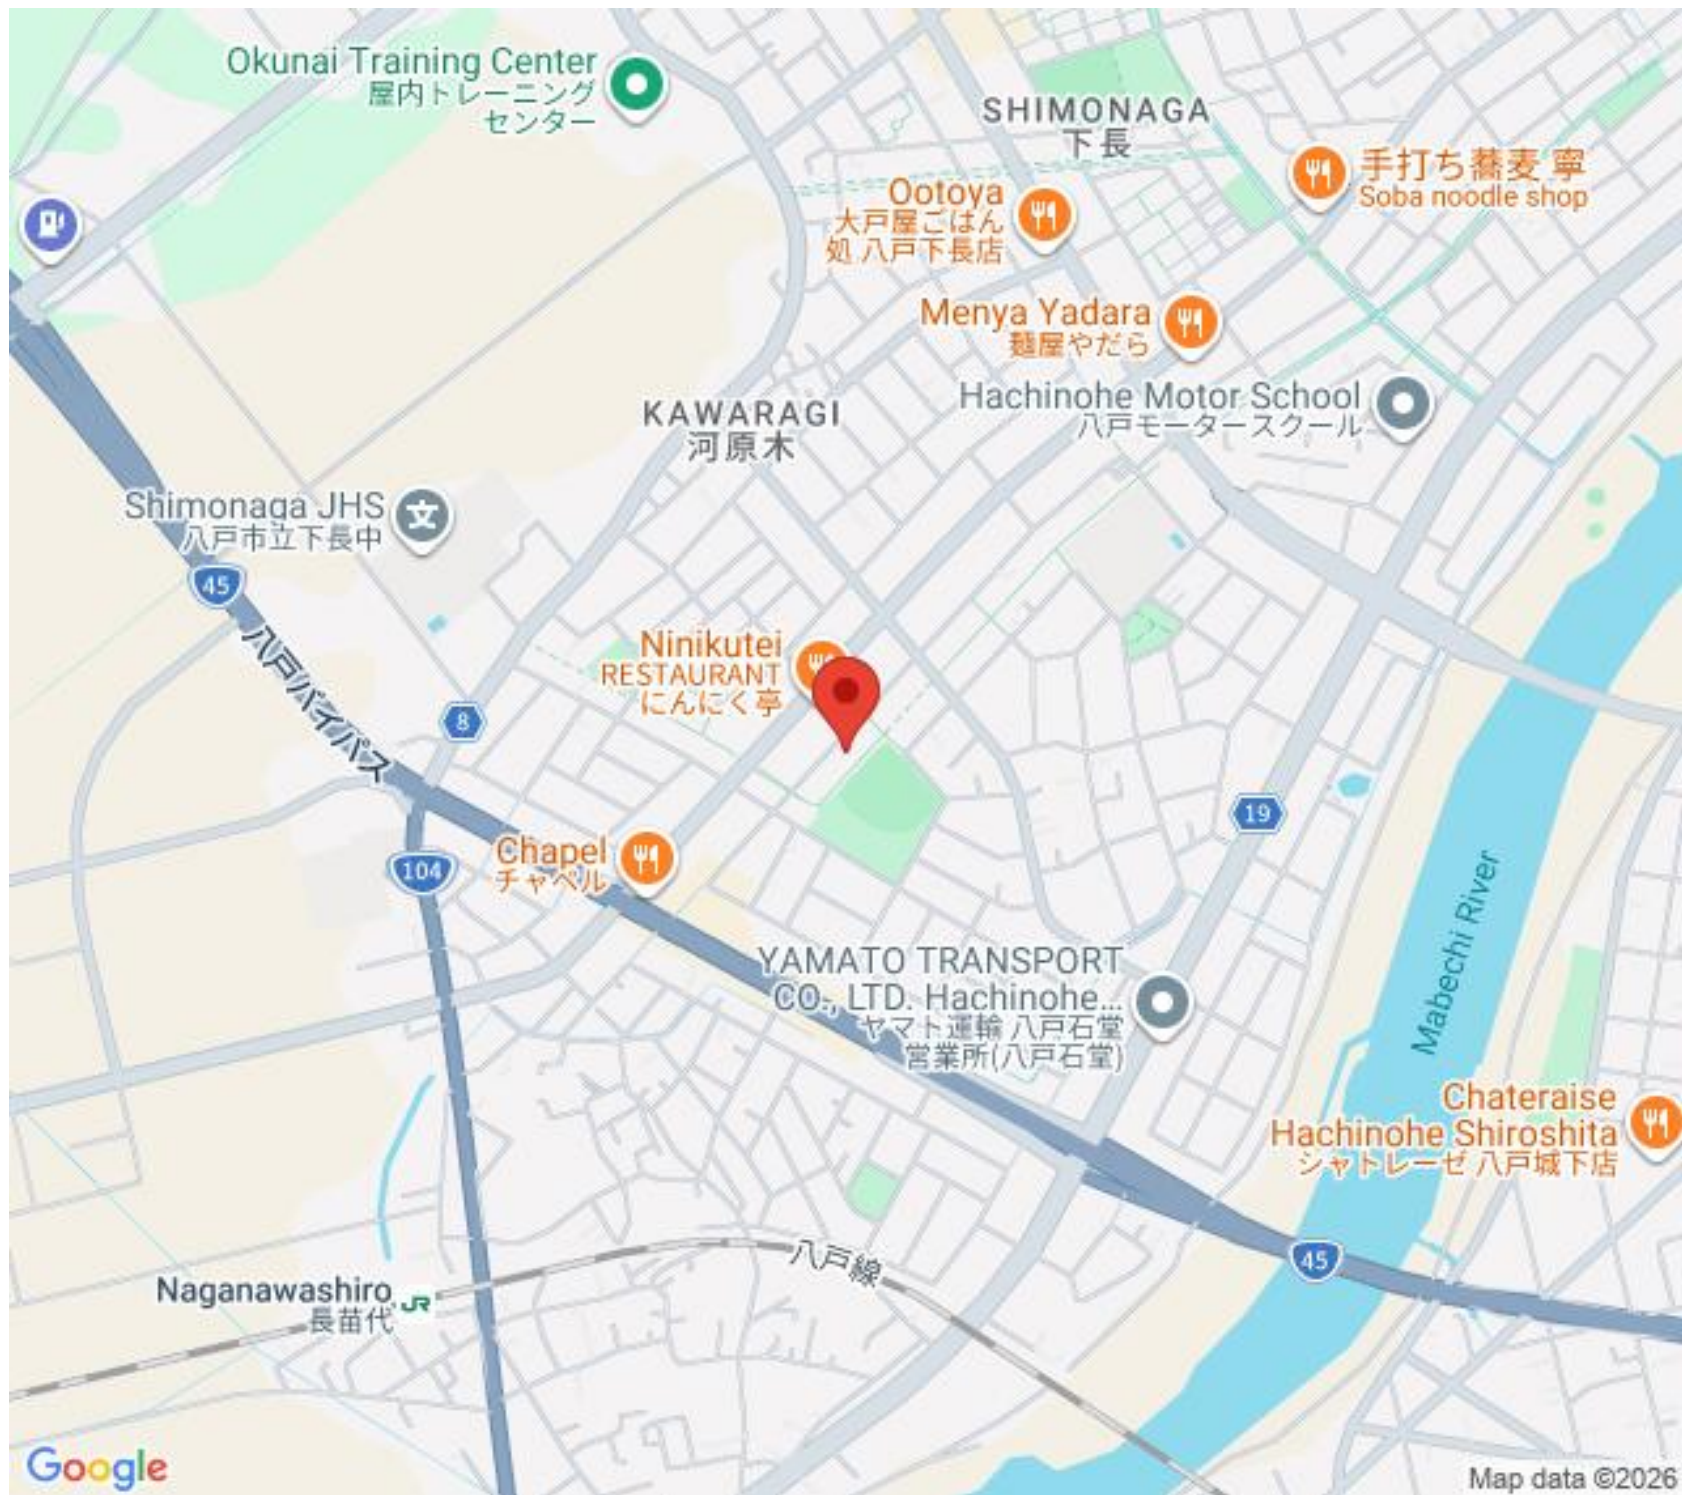 Okunai Training Center
屋内トレーニング
センター
SHIMONAGA
下長
手打ち蕎麦 寧
Soba noodle shop
Ootoya
大戸屋ごはん
処 八戸下長店
Menya Yadara
麺屋やだら
Hachinohe Motor School
八戸モータースクール
KAWARAGI
河原木
Shimonaga JHS
八戸市立下長中
文
45
八戸バイパス
Ninikutei
RESTAURANT
にんにく亭
8
19
104
Chapel
チャペル
Mabechi River
YAMATO TRANSPORT
CO., LTD. Hachinohe...
ヤマト運輸 八戸石堂
営業所(八戸石堂)
Chateraise
Hachinohe Shiroshita
シャトレーゼ 八戸城下店
45
八戸線
Naganawashiro
長苗代
JR
Google
Map data ©2026